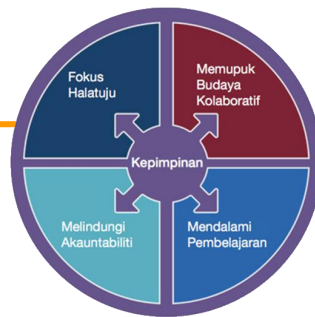 Fokus
Halatuju
Memupuk
Budaya
Kolaboratif
Kepimpinan
Melindungi
Akauntabiliti
Mendalami
Pembelajaran